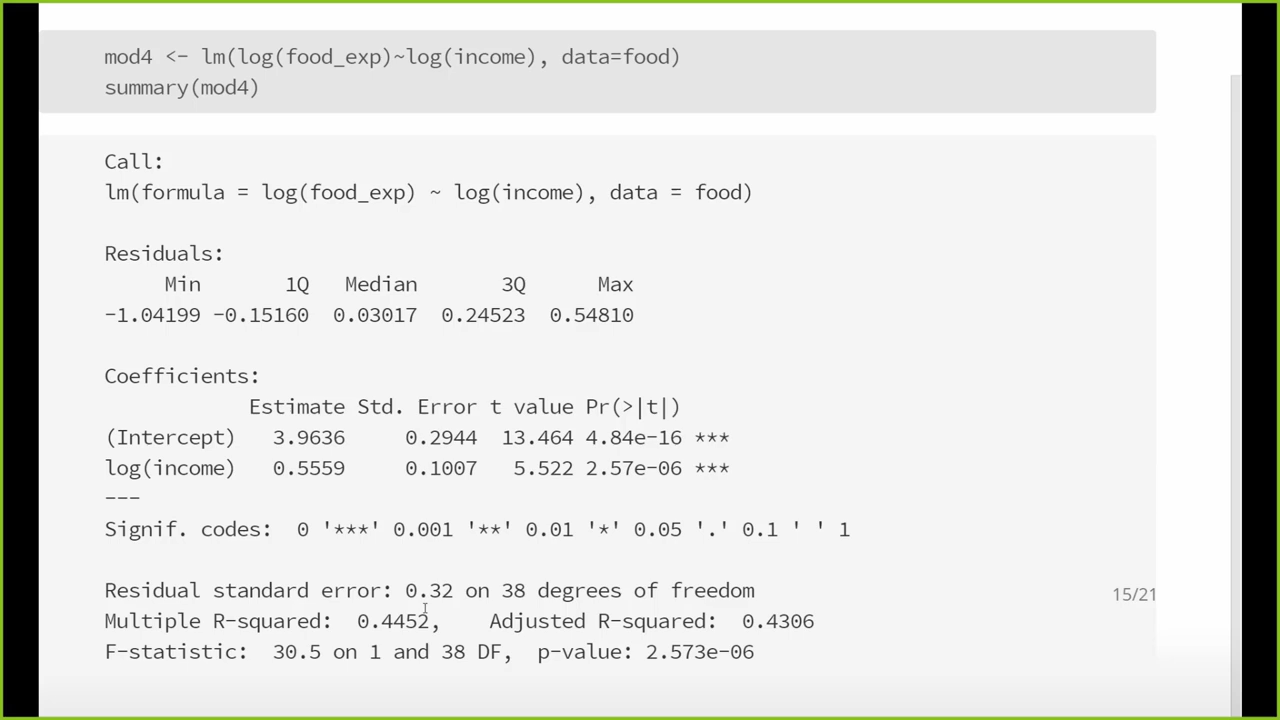 mod4 <- lm(log(food_exp)~log(income), data=food)
summary(mod4)
Call:
lm(formula = log(food_exp) ~ log(income), data = food)
Residuals:
Min 1Q Median 3Q Max
-1.04199 -0.15160 0.03017 0.24523 0.54810
Coefficients:
Estimate Std. Error t value Pr(>|t|)
(Intercept) 3.9636 0.2944 13.464 4.84e-16 ***
log(income) 0.5559 0.1007 5.522 2.57e-06 ***
---
Signif. codes: 0 '***' 0.001 '**' 0.01 '*' 0.05 '.' 0.1 ' ' 1
Residual standard error: 0.32 on 38 degrees of freedom
15/21
Multiple R-squared: 0.4452, Adjusted R-squared: 0.4306
F-statistic: 30.5 on 1 and 38 DF, p-value: 2.573e-06